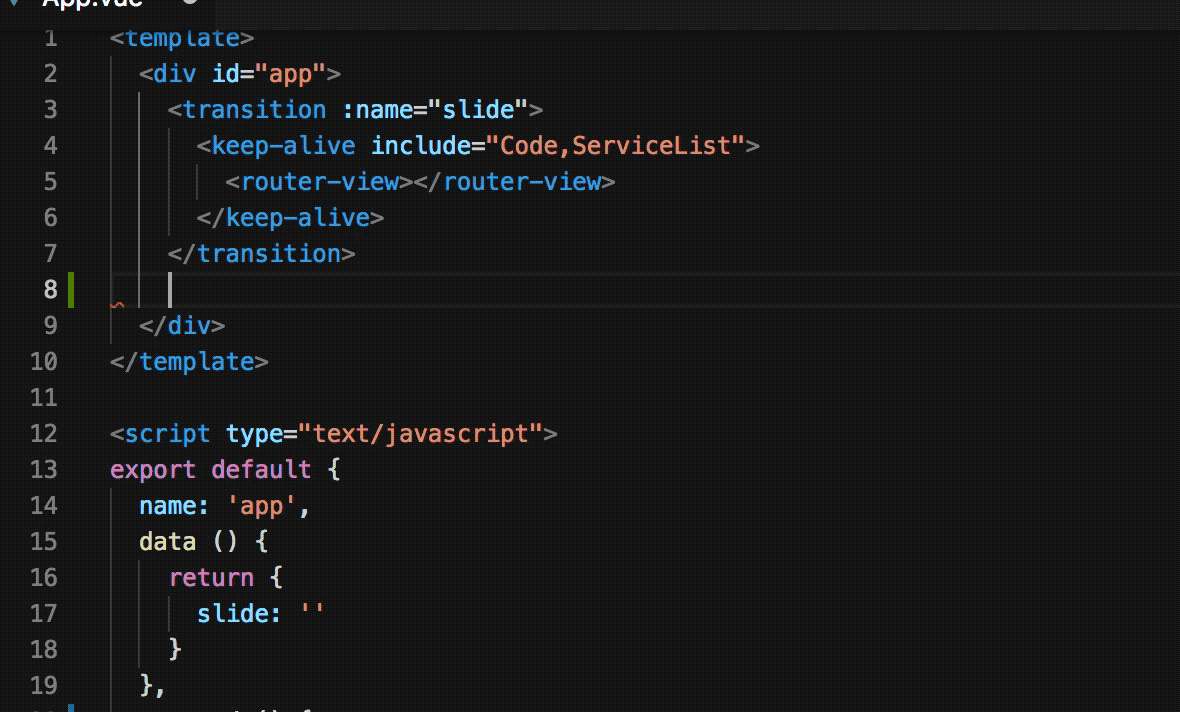 App.vue
1 <template>
2 <div id="app">
3 <transition :name="slide">
4 <keep-alive include="Code,ServiceList">
5 <router-view></router-view>
6 </keep-alive>
7 </transition>
8
9 </div>
10 </template>
11
12 <script type="text/javascript">
13 export default {
14 name: 'app',
15 data () {
16 return {
17 slide: ''
18 }
19 },